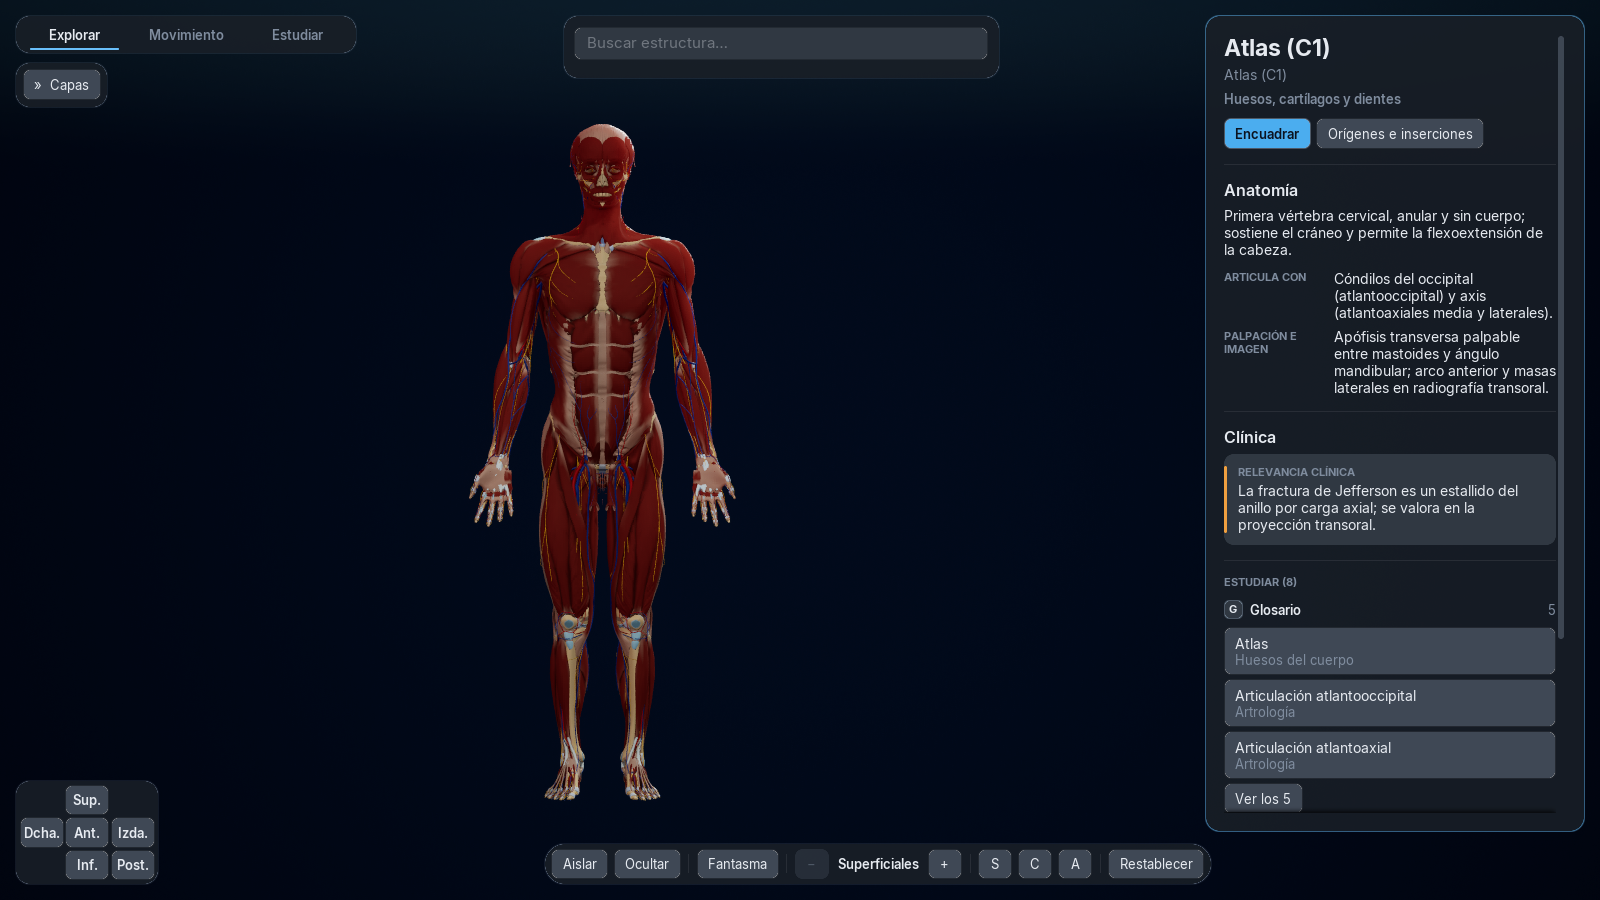 Explorar Movimiento Estudiar
» Capas
Buscar estructura...
Atlas (C1)
Atlas (C1)
Huesos, cartílagos y dientes
Encuadrar Orígenes e inserciones
Anatomía
Primera vértebra cervical, anular y sin cuerpo;
sostiene el cráneo y permite la flexoextensión de
la cabeza.
ARTICULA CON
Cóndilos del occipital
(atlantooccipital) y axis
(atlantoaxiales media y laterales).
PALPACIÓN E
IMAGEN
Apófisis transversa palpable
entre mastoides y ángulo
mandibular; arco anterior y masas
laterales en radiografía transoral.
Clínica
RELEVANCIA CLÍNICA
La fractura de Jefferson es un estallido del
anillo por carga axial; se valora en la
proyección transoral.
ESTUDIAR (8)
G Glosario 5
Atlas
Huesos del cuerpo
Articulación atlantooccipital
Artrología
Articulación atlantoaxial
Artrología
Ver los 5
Sup.
Dcha. Ant. Izda.
Inf. Post.
Aislar Ocultar Fantasma − Superficiales + S C A Restablecer